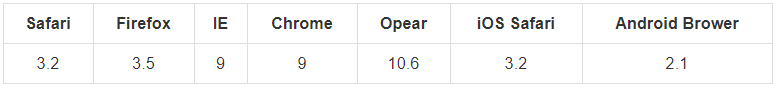 Safari Firefox IE Chrome Opear iOS Safari Android Brower
3.2 3.5 9 9 10.6 3.2 2.1